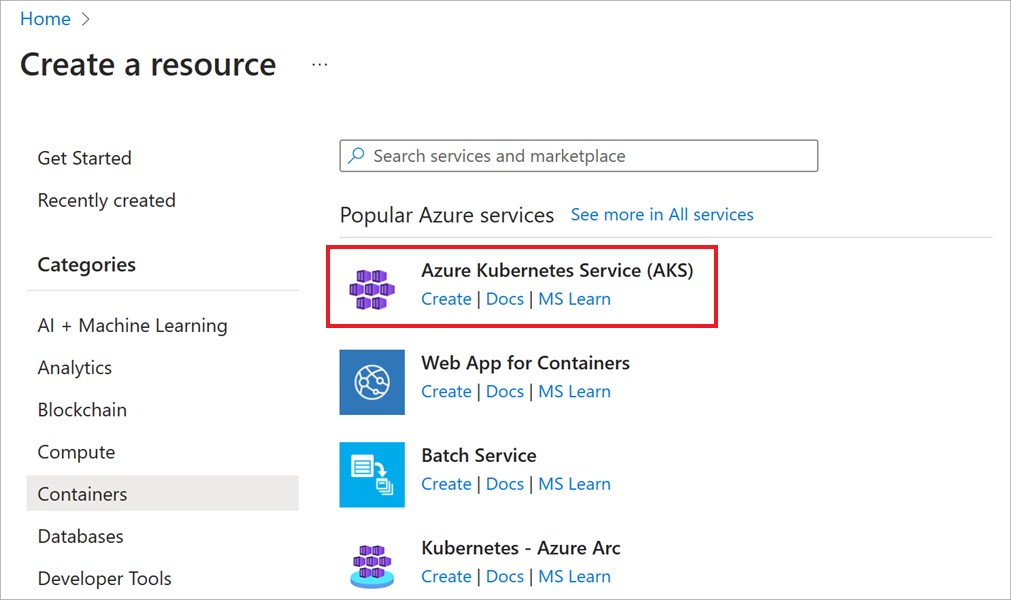 Home
Create a resource
...
Get Started
Recently created
Categories
AI + Machine Learning
Analytics
Blockchain
Compute
Containers
Databases
Developer Tools
Search services and marketplace
Popular Azure services See more in All services
Azure Kubernetes Service (AKS)
Create | Docs | MS Learn
Web App for Containers
Create | Docs | MS Learn
Batch Service
Create | Docs | MS Learn
Kubernetes - Azure Arc
Create | Docs | MS Learn